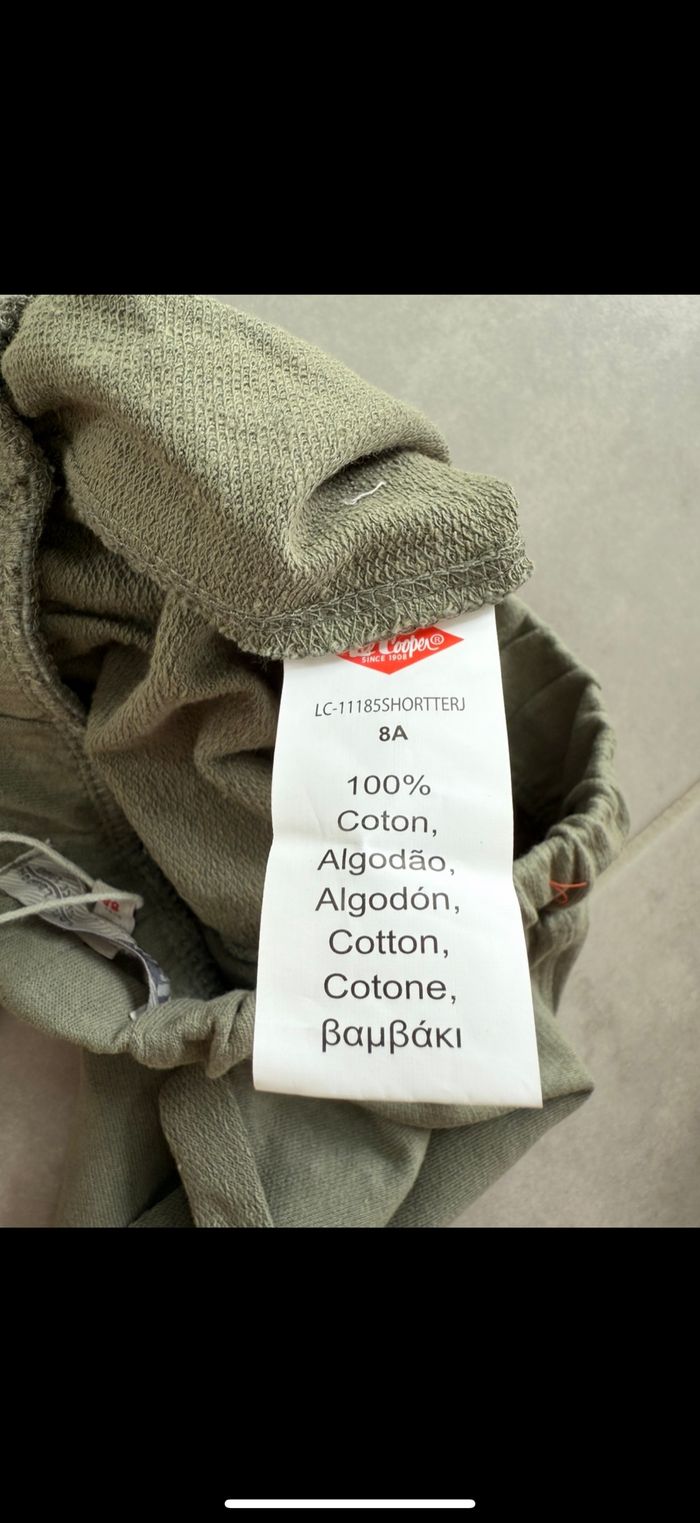 Cooper®
SINCE 1908
LC-11185SHORTTERJ
8A
100%
Coton,
Algodão,
Algodón,
Cotton,
Cotone,
βαμβάκι